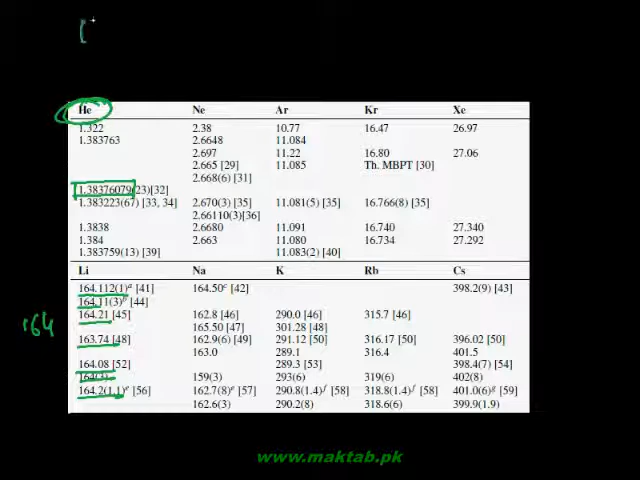 He Ne Ar Kr Xe
1.322 2.38 10.77 16.47 26.97
1.383763 2.6648 11.084
2.697 11.22 16.80 27.06
2.665 [29] 11.085 Th. MBPT [30]
2.668(6) [31]
1.38376079(23)[32]
1.383223(67) [33, 34] 2.670(3) [35] 11.081(5) [35] 16.766(8) [35]
2.66110(3)[36]
1.3838 2.6680 11.091 16.740 27.340
1.384 2.663 11.080 16.734 27.292
1.383759(13) [39] 11.083(2) [40]
Li Na K Rb Cs
164.112(1)ᵃ [41] 164.50ᶜ [42] 398.2(9) [43]
164.11(3)ᵇ [44]
164.21 [45] 162.8 [46] 290.0 [46] 315.7 [46]
165.50 [47] 301.28 [48]
164 163.74 [48] 162.9(6) [49] 291.12 [50] 316.17 [50] 396.02 [50]
163.0 289.1 316.4 401.5
164.08 [52] 289.3 [53] 398.4(7) [54]
159(3) 293(6) 319(6) 402(8)
164.2(1.1)ᵉ [56] 162.7(8)ᵉ [57] 290.8(1.4)ᶠ [58] 318.8(1.4)ᶠ [58] 401.0(6)ᵍ [59]
162.6(3) 290.2(8) 318.6(6) 399.9(1.9)
www.maktab.pk